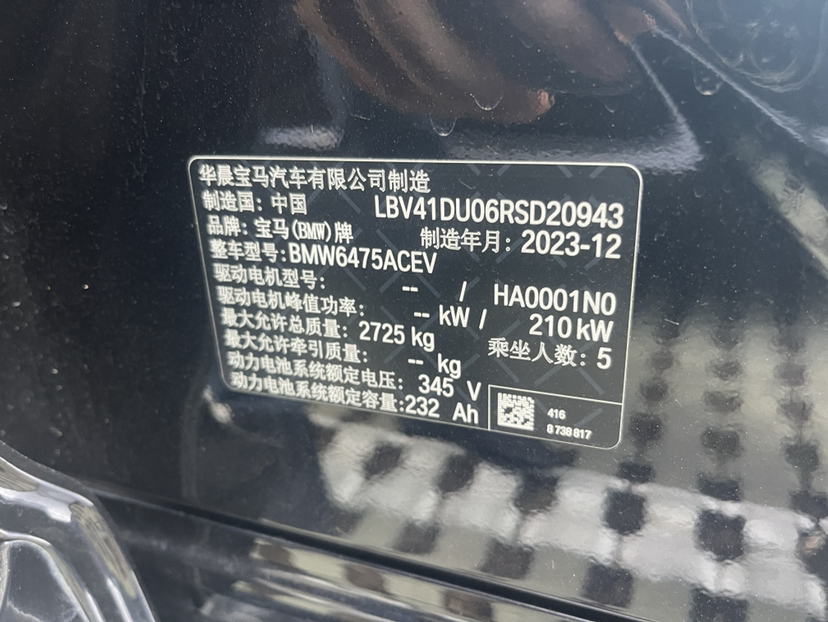 华晨宝马汽车有限公司制造
制造国: 中国 LBV41DU06RSD20943
品牌: 宝马(BMW)牌 制造年月: 2023-12
整车型号: BMW6475ACEV
驱动电机型号: -- / HA0001N0
驱动电机峰值功率: -- kW / 210 kW
最大允许总质量: 2725 kg 乘坐人数: 5
最大允许牵引质量: -- kg
动力电池系统额定电压: 345 V
动力电池系统额定容量:232 Ah
416
8 738 817